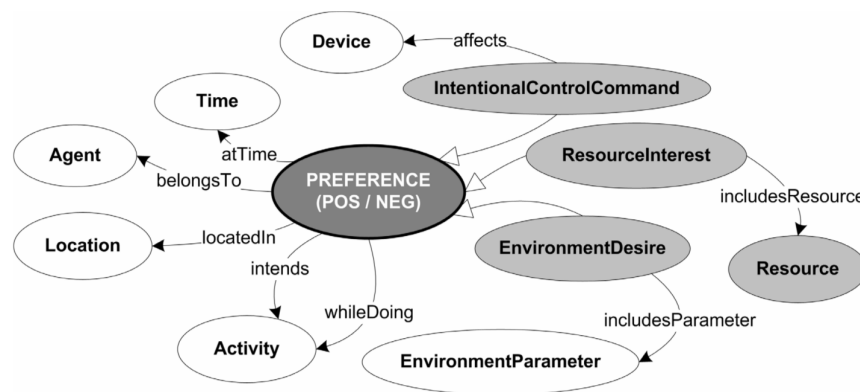 Device
affects
IntentionalControlCommand
Time
atTime
Agent
belongsTo
PREFERENCE
(POS / NEG)
ResourceInterest
includesResource
Location
locatedIn
EnvironmentDesire
Resource
intends
whileDoing
includesParameter
Activity
EnvironmentParameter